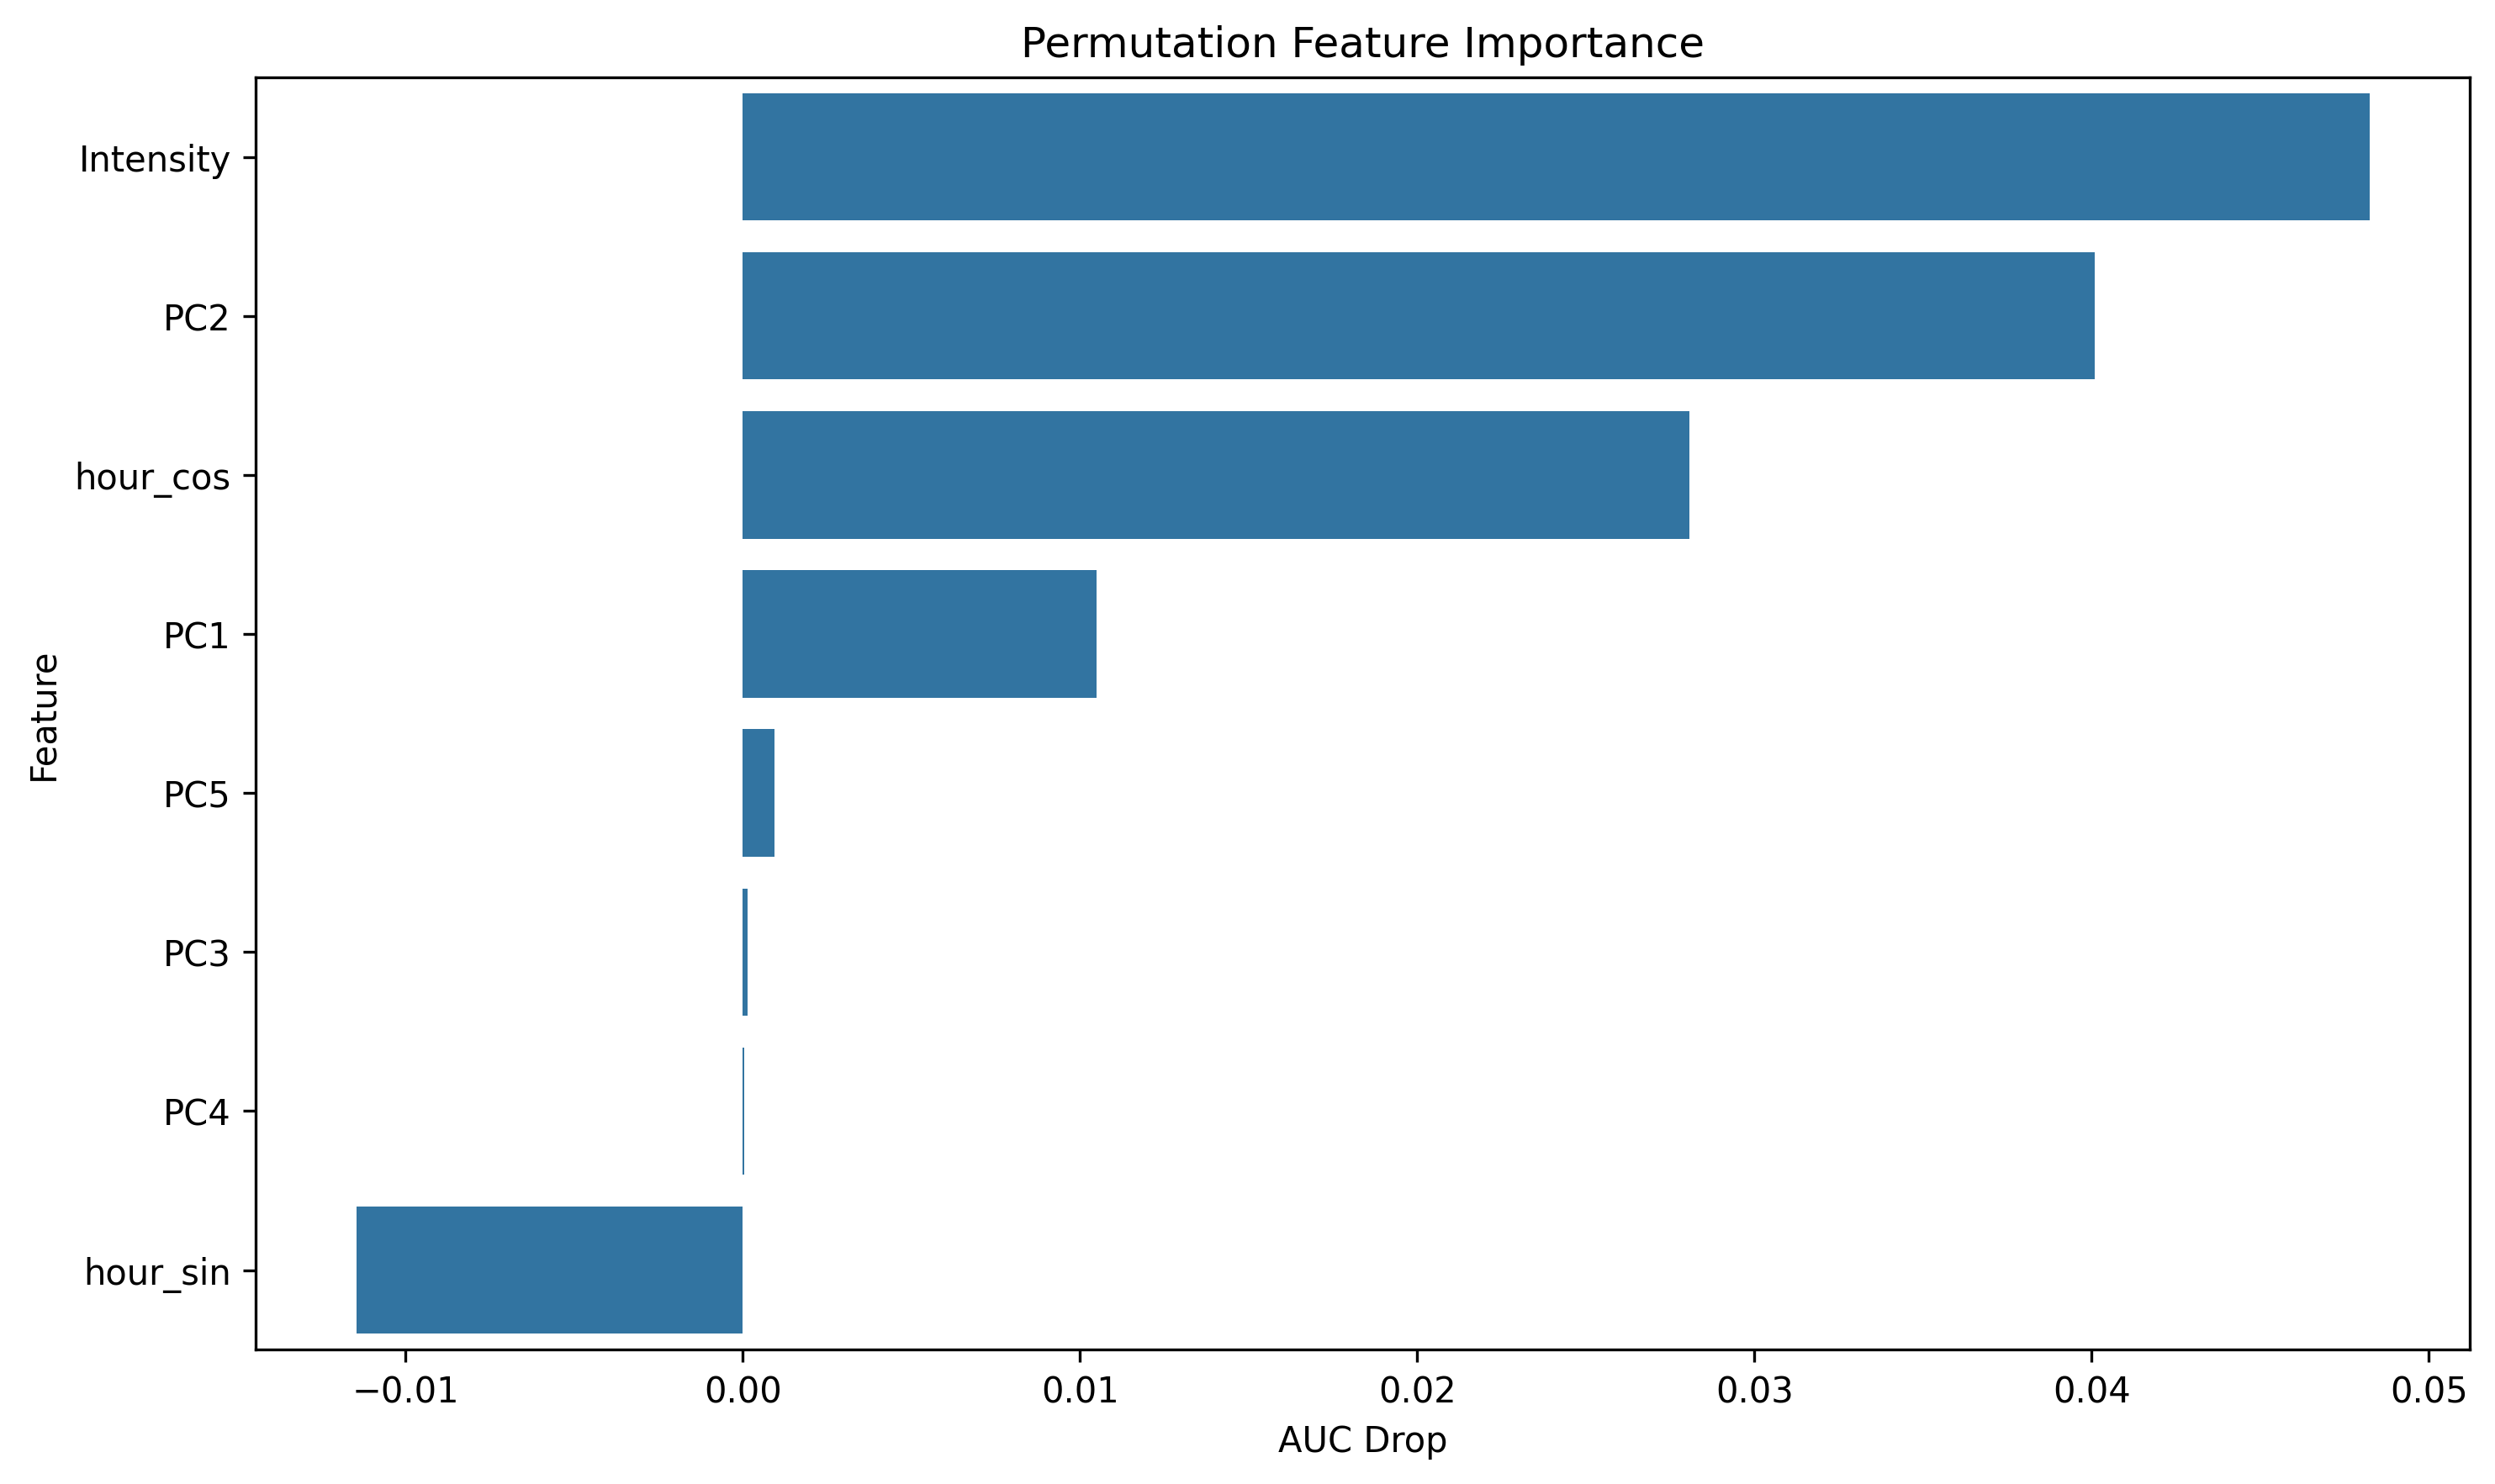 Permutation Feature Importance
Intensity
PC2
hour_cos
PC1
PC5
PC3
PC4
hour_sin
Feature
−0.01 0.00 0.01 0.02 0.03 0.04 0.05
AUC Drop